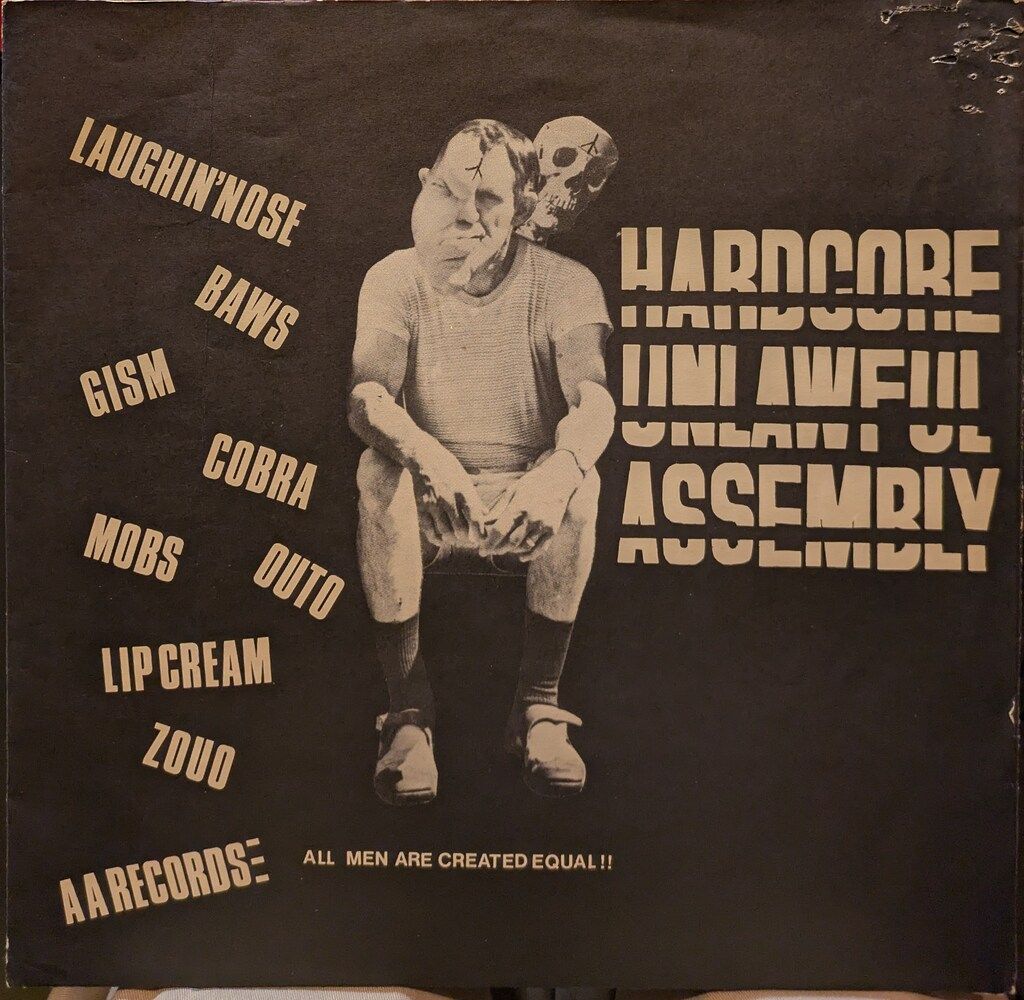 LAUGHIN'NOSE
BAWS
GISM
COBRA
MOBS
OUTO
LIP CREAM
ZOUO
HARDCORE
UNLAWFUL
ASSEMBLY
AA RECORDS
ALL MEN ARE CREATED EQUAL!!